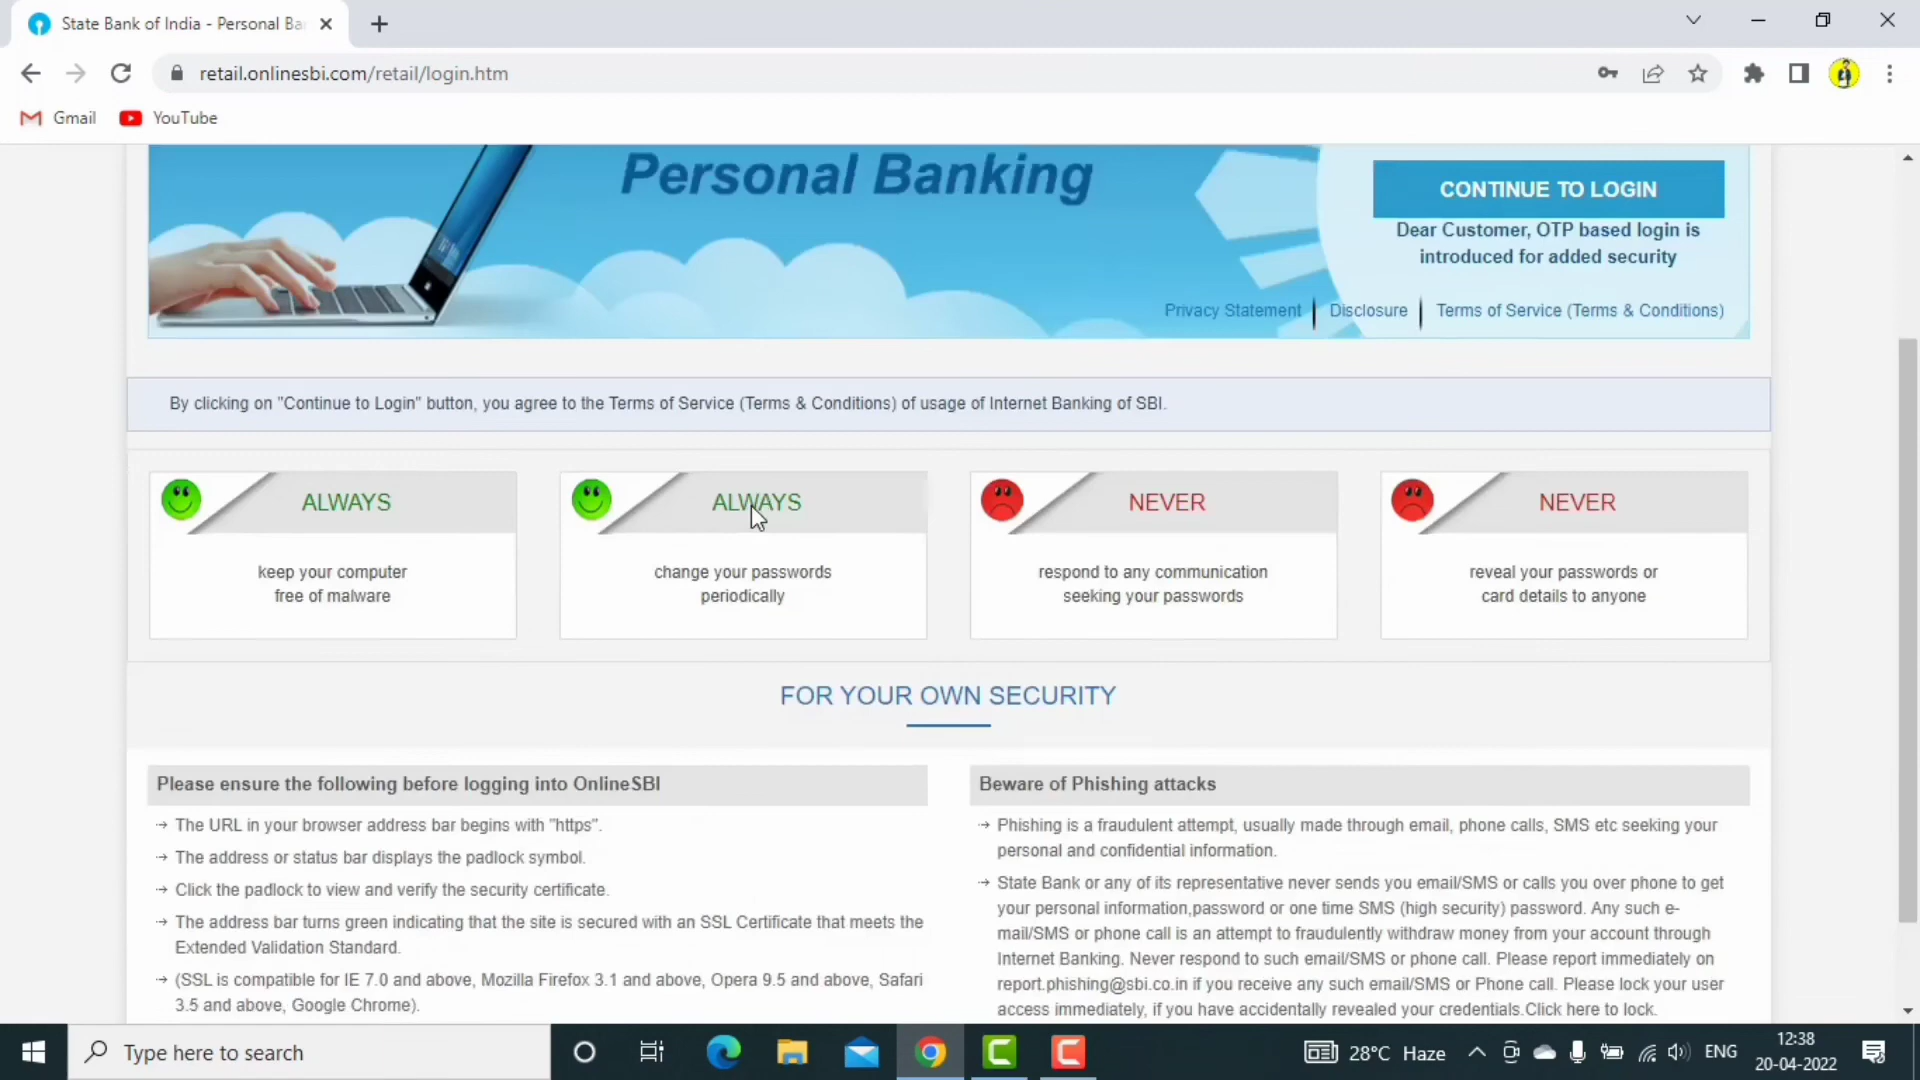 State Bank of India - Personal Ba
retail.onlinesbi.com/retail/login.htm
Gmail
YouTube
Personal Banking
CONTINUE TO LOGIN
Dear Customer, OTP based login is
introduced for added security
Privacy Statement
Disclosure
Terms of Service (Terms & Conditions)
By clicking on "Continue to Login" button, you agree to the Terms of Service (Terms & Conditions) of usage of Internet Banking of SBI.
ALWAYS
keep your computer
free of malware
ALWAYS
change your passwords
periodically
NEVER
respond to any communication
seeking your passwords
NEVER
reveal your passwords or
card details to anyone
FOR YOUR OWN SECURITY
Please ensure the following before logging into OnlineSBI
→ The URL in your browser address bar begins with "https".
→ The address or status bar displays the padlock symbol.
→ Click the padlock to view and verify the security certificate.
→ The address bar turns green indicating that the site is secured with an SSL Certificate that meets the
Extended Validation Standard.
→ (SSL is compatible for IE 7.0 and above, Mozilla Firefox 3.1 and above, Opera 9.5 and above, Safari
3.5 and above, Google Chrome).
Beware of Phishing attacks
→ Phishing is a fraudulent attempt, usually made through email, phone calls, SMS etc seeking your
personal and confidential information.
→ State Bank or any of its representative never sends you email/SMS or calls you over phone to get
your personal information,password or one time SMS (high security) password. Any such e-
mail/SMS or phone call is an attempt to fraudulently withdraw money from your account through
Internet Banking. Never respond to such email/SMS or phone call. Please report immediately on
report.phishing@sbi.co.in if you receive any such email/SMS or Phone call. Please lock your user
access immediately, if you have accidentally revealed your credentials.Click here to lock.
Type here to search
28°C Haze
ENG
12:38
20-04-2022